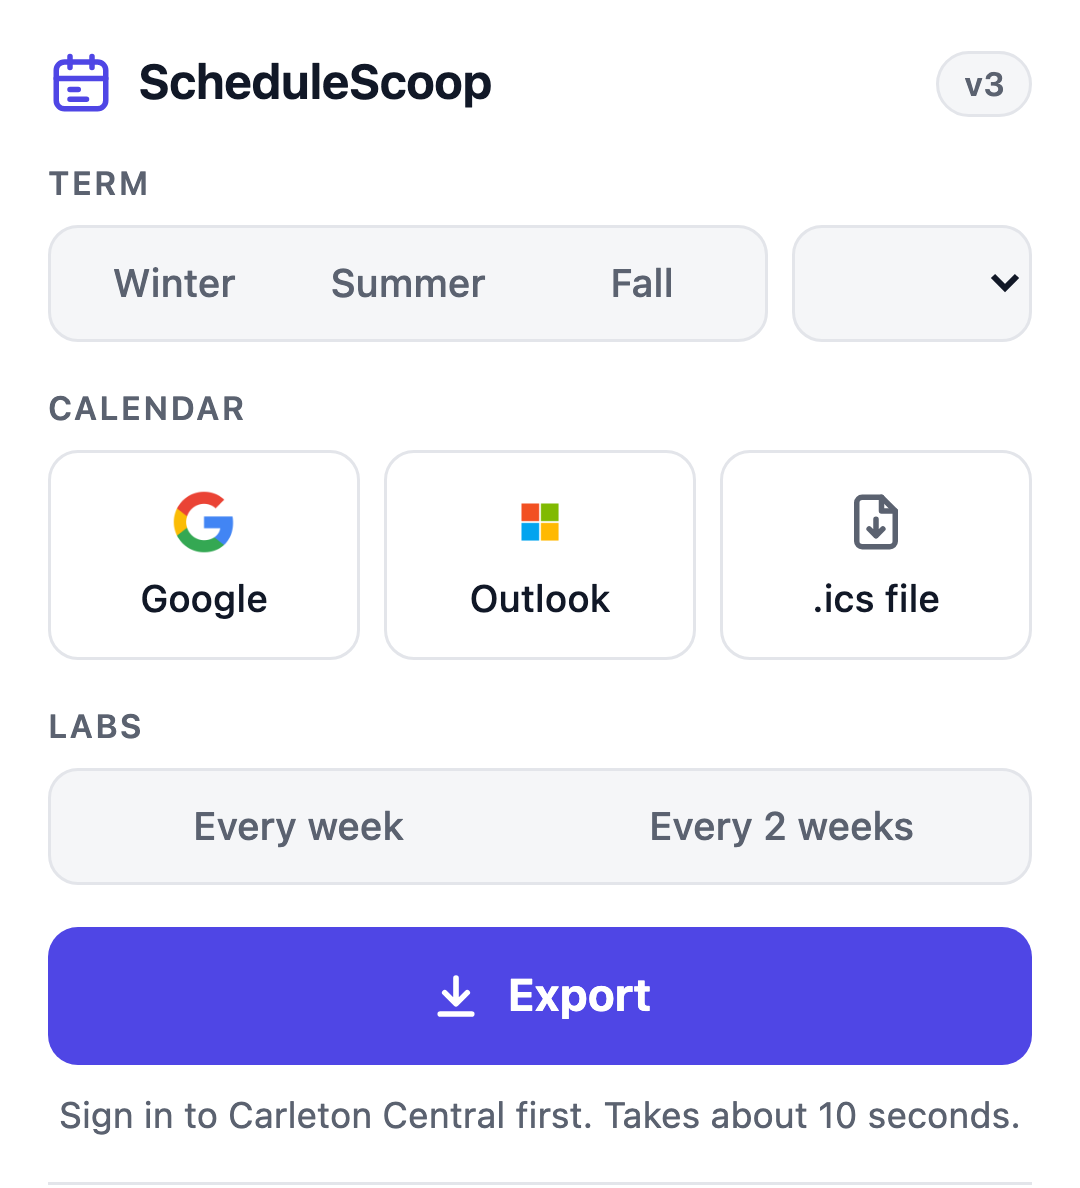 ScheduleScoop
v3
TERM
Winter Summer Fall
CALENDAR
Google Outlook .ics file
LABS
Every week Every 2 weeks
Export
Sign in to Carleton Central first. Takes about 10 seconds.